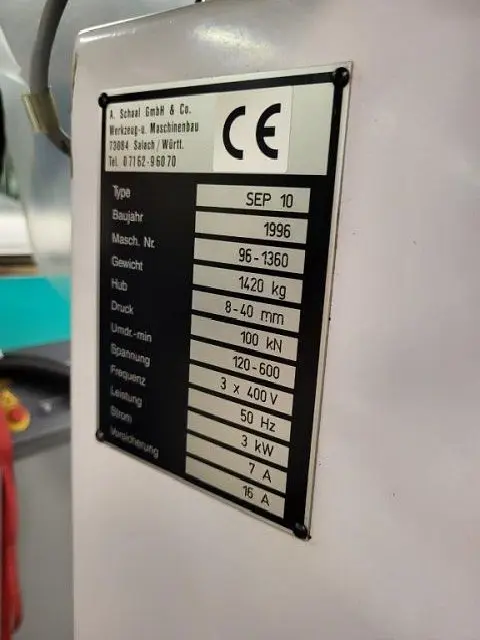 A. Schaal GmbH & Co.
Werkzeug-u. Maschinenbau
73084 Salach/Württ.
Tel. 07162-96070
CE
Type SEP 10
Baujahr 1996
Masch. Nr. 96-1360
Gewicht 1420 kg
Hub 8-40 mm
Druck 100 kN
Umdr.-min 120-600
Spannung 3 x 400V
Frequenz 50 Hz
Leistung 3 kW
Strom 7 A
Vorsicherung 16 A